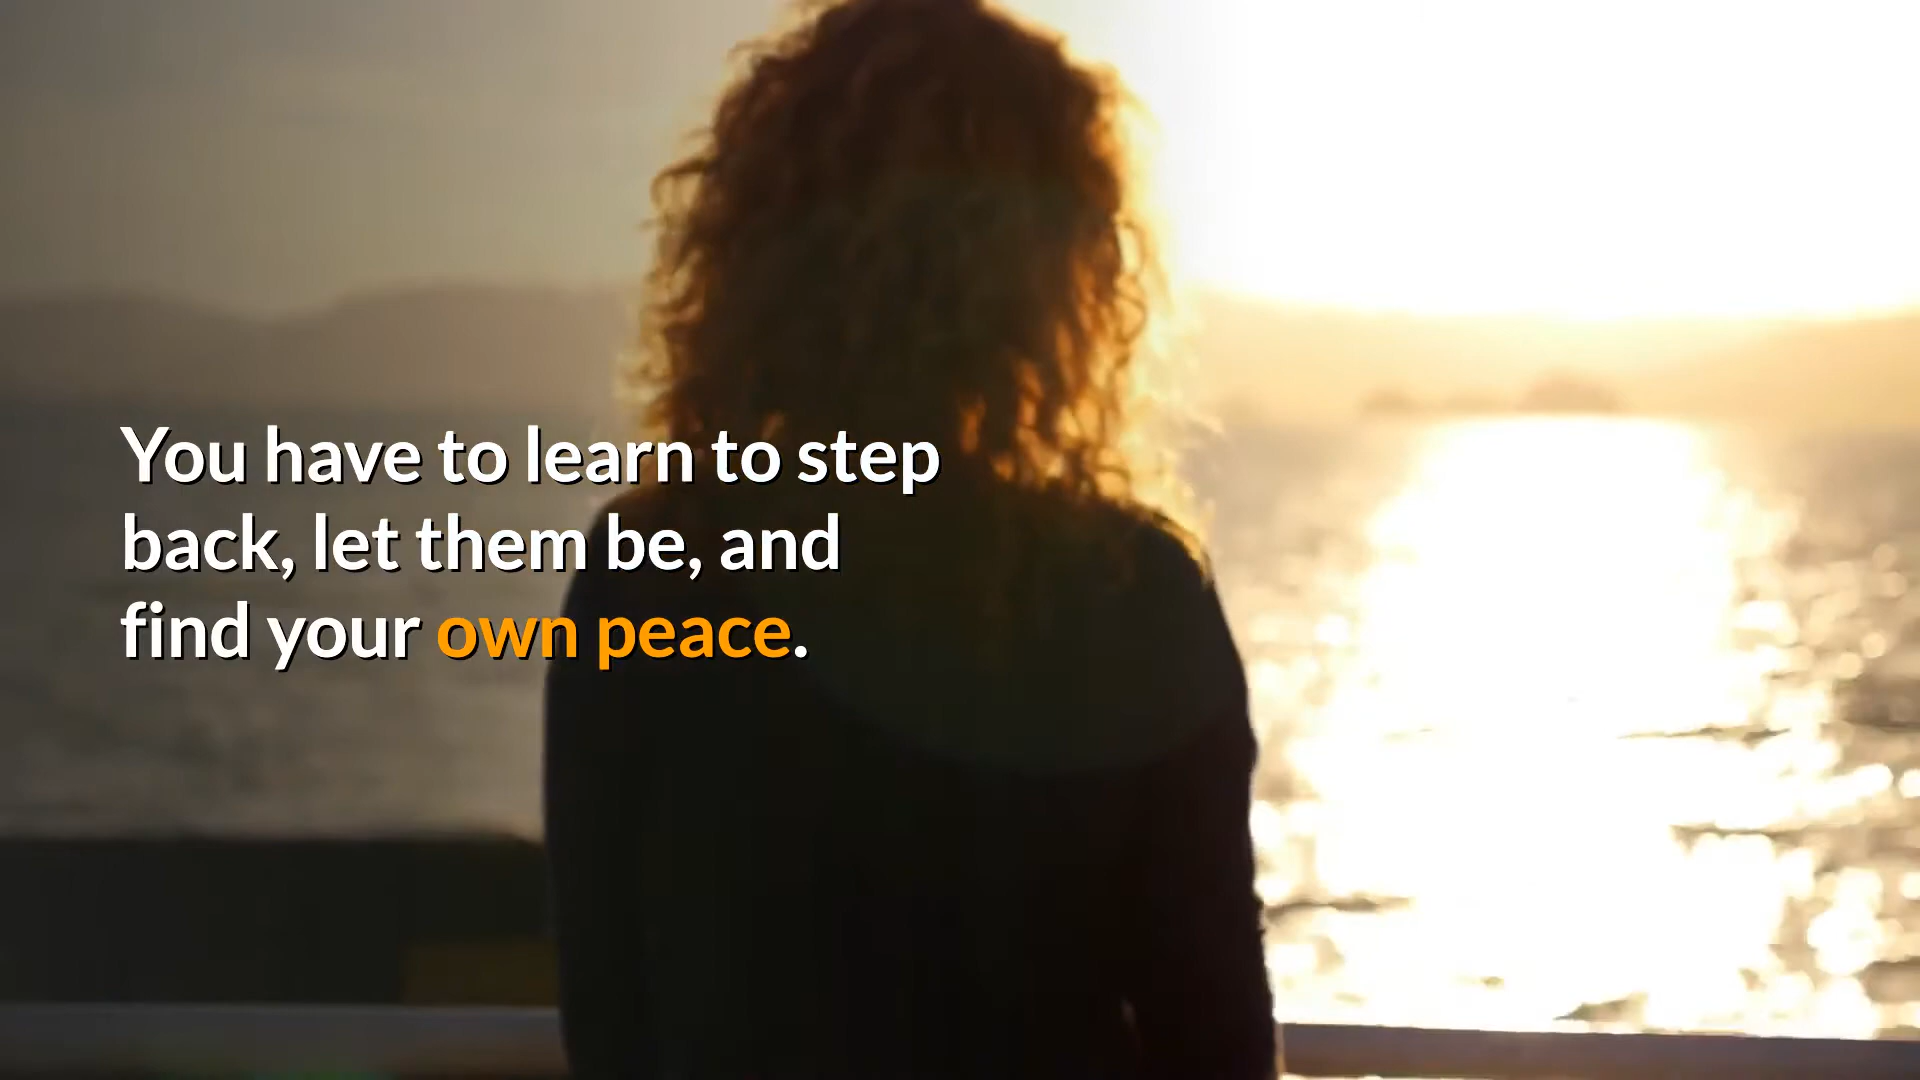 You have to learn to step
back, let them be, and
find your own peace.